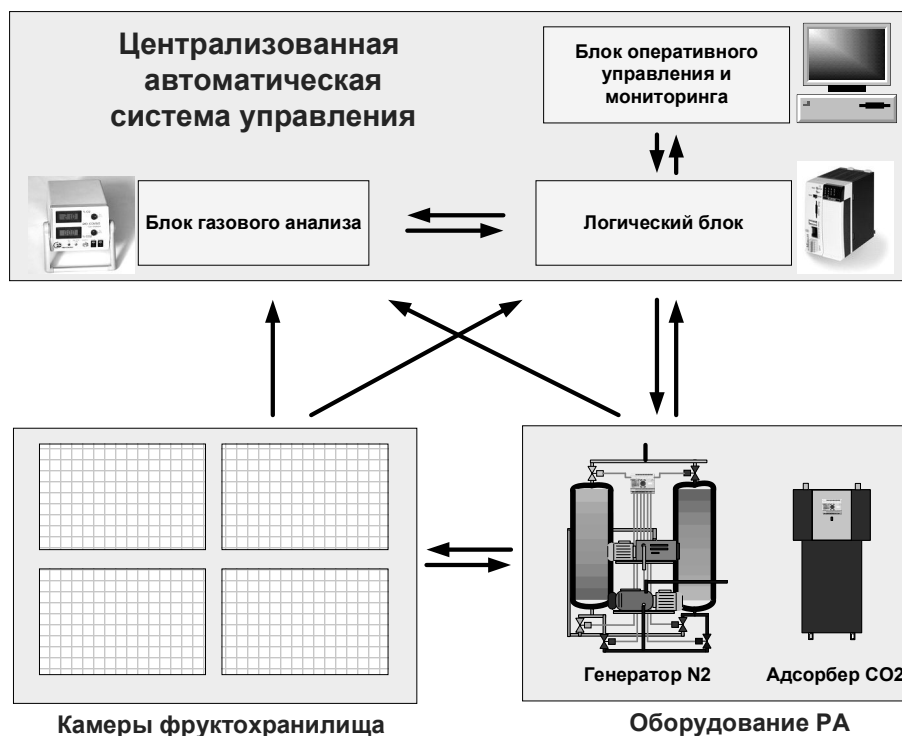 Централизованная
автоматическая
система управления
Блок оперативного
управления и
мониторинга
Блок газового анализа
Логический блок
Генератор N2
Адсорбер CO2
Камеры фруктохранилища
Оборудование РА